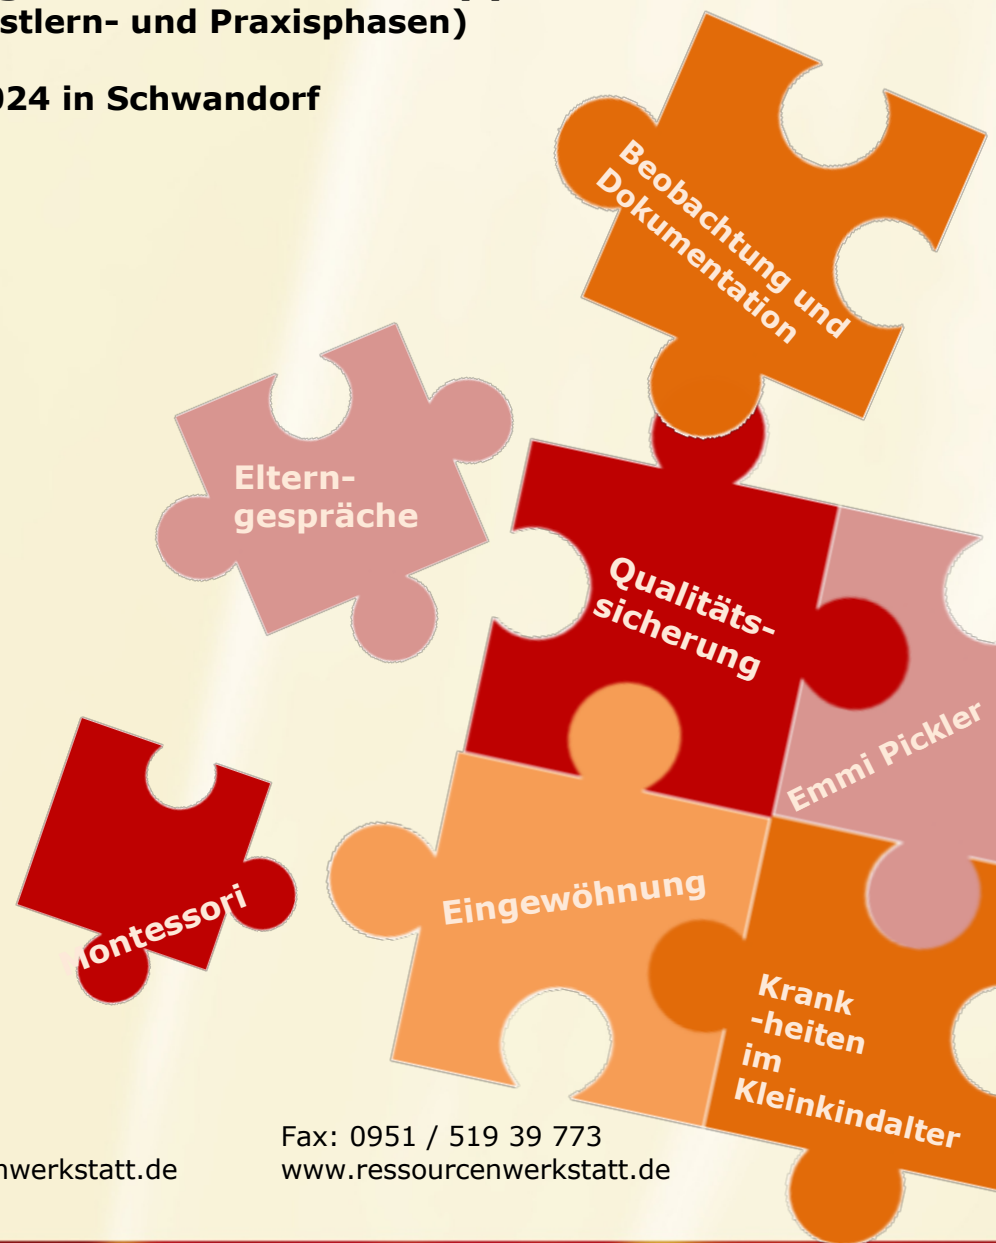 stlern- und Praxisphasen)
024 in Schwandorf
Beobachtung und
Dokumentation
Eltern-
gespräche
Qualitäts-
sicherung
Emmi Pickler
Montessori
Eingewöhnung
Krank
-heiten
im
Kleinkindalter
Fax: 0951 / 519 39 773
nwerkstatt.de
www.ressourcenwerkstatt.de